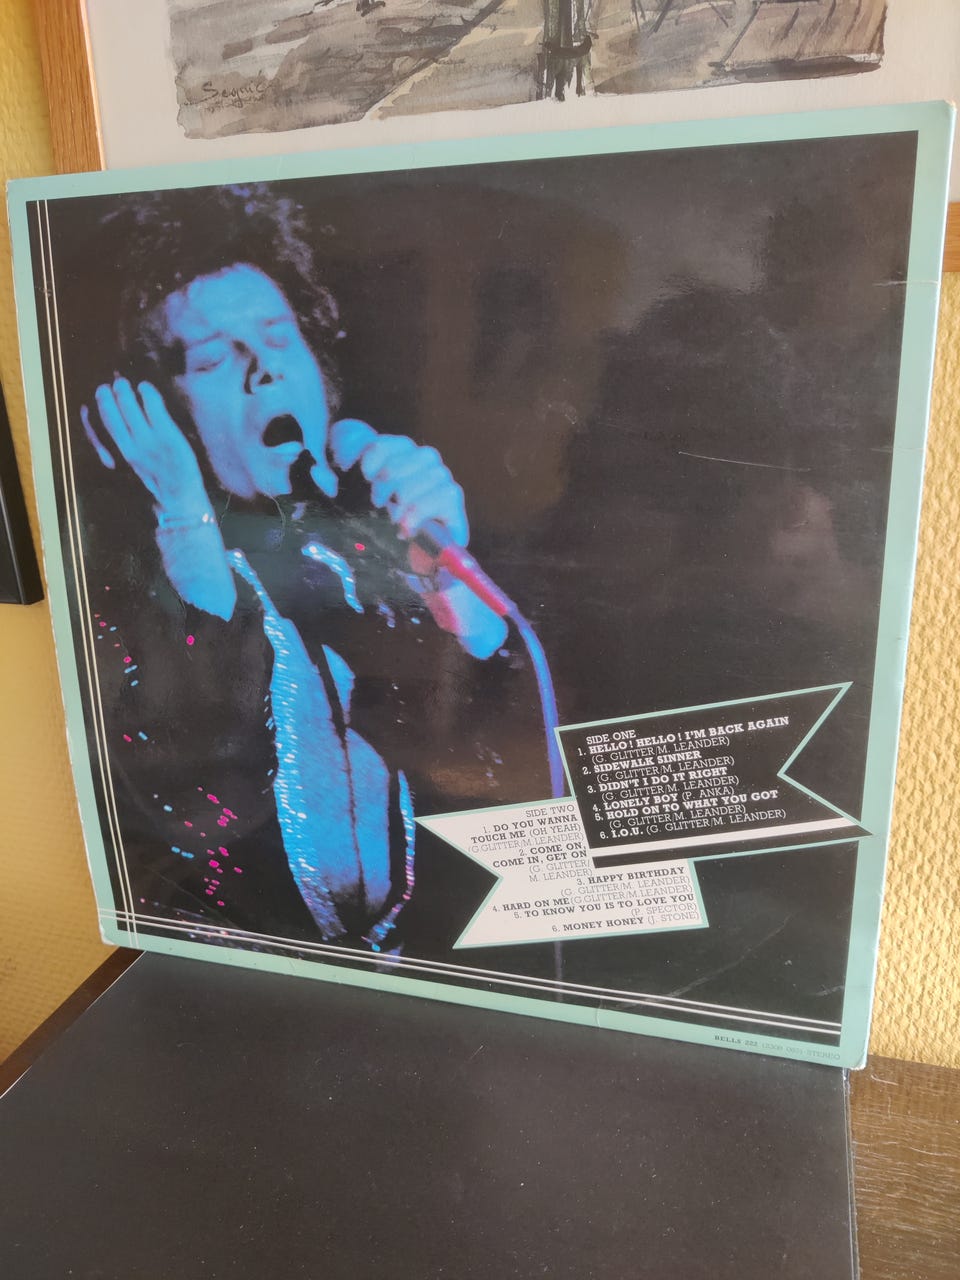 Seguić
SIDE ONE
1. HELLO! HELLO! I'M BACK AGAIN
(G. GLITTER/M. LEANDER)
2. SIDEWALK SINNER
(G. GLITTER/M. LEANDER)
3. DIDN'T I DO IT RIGHT
(G. GLITTER/M. LEANDER)
4. LONELY BOY (P. ANKA)
5. HOLD ON TO WHAT YOU GOT
(G. GLITTER/M. LEANDER)
6. I.O.U. (G. GLITTER/M. LEANDER)
SIDE TWO
1. DO YOU WANNA
TOUCH ME (OH YEAH)
(G. GLITTER/M. LEANDER)
2. COME ON,
COME IN, GET ON
(G. GLITTER/
M. LEANDER)
3. HAPPY BIRTHDAY
(G. GLITTER/M. LEANDER)
4. HARD ON ME (G. GLITTER/M. LEANDER)
5. TO KNOW YOU IS TO LOVE YOU
(P. SPECTOR)
6. MONEY HONEY (J. STONE)
BELLS 222 (2308 063) STEREO